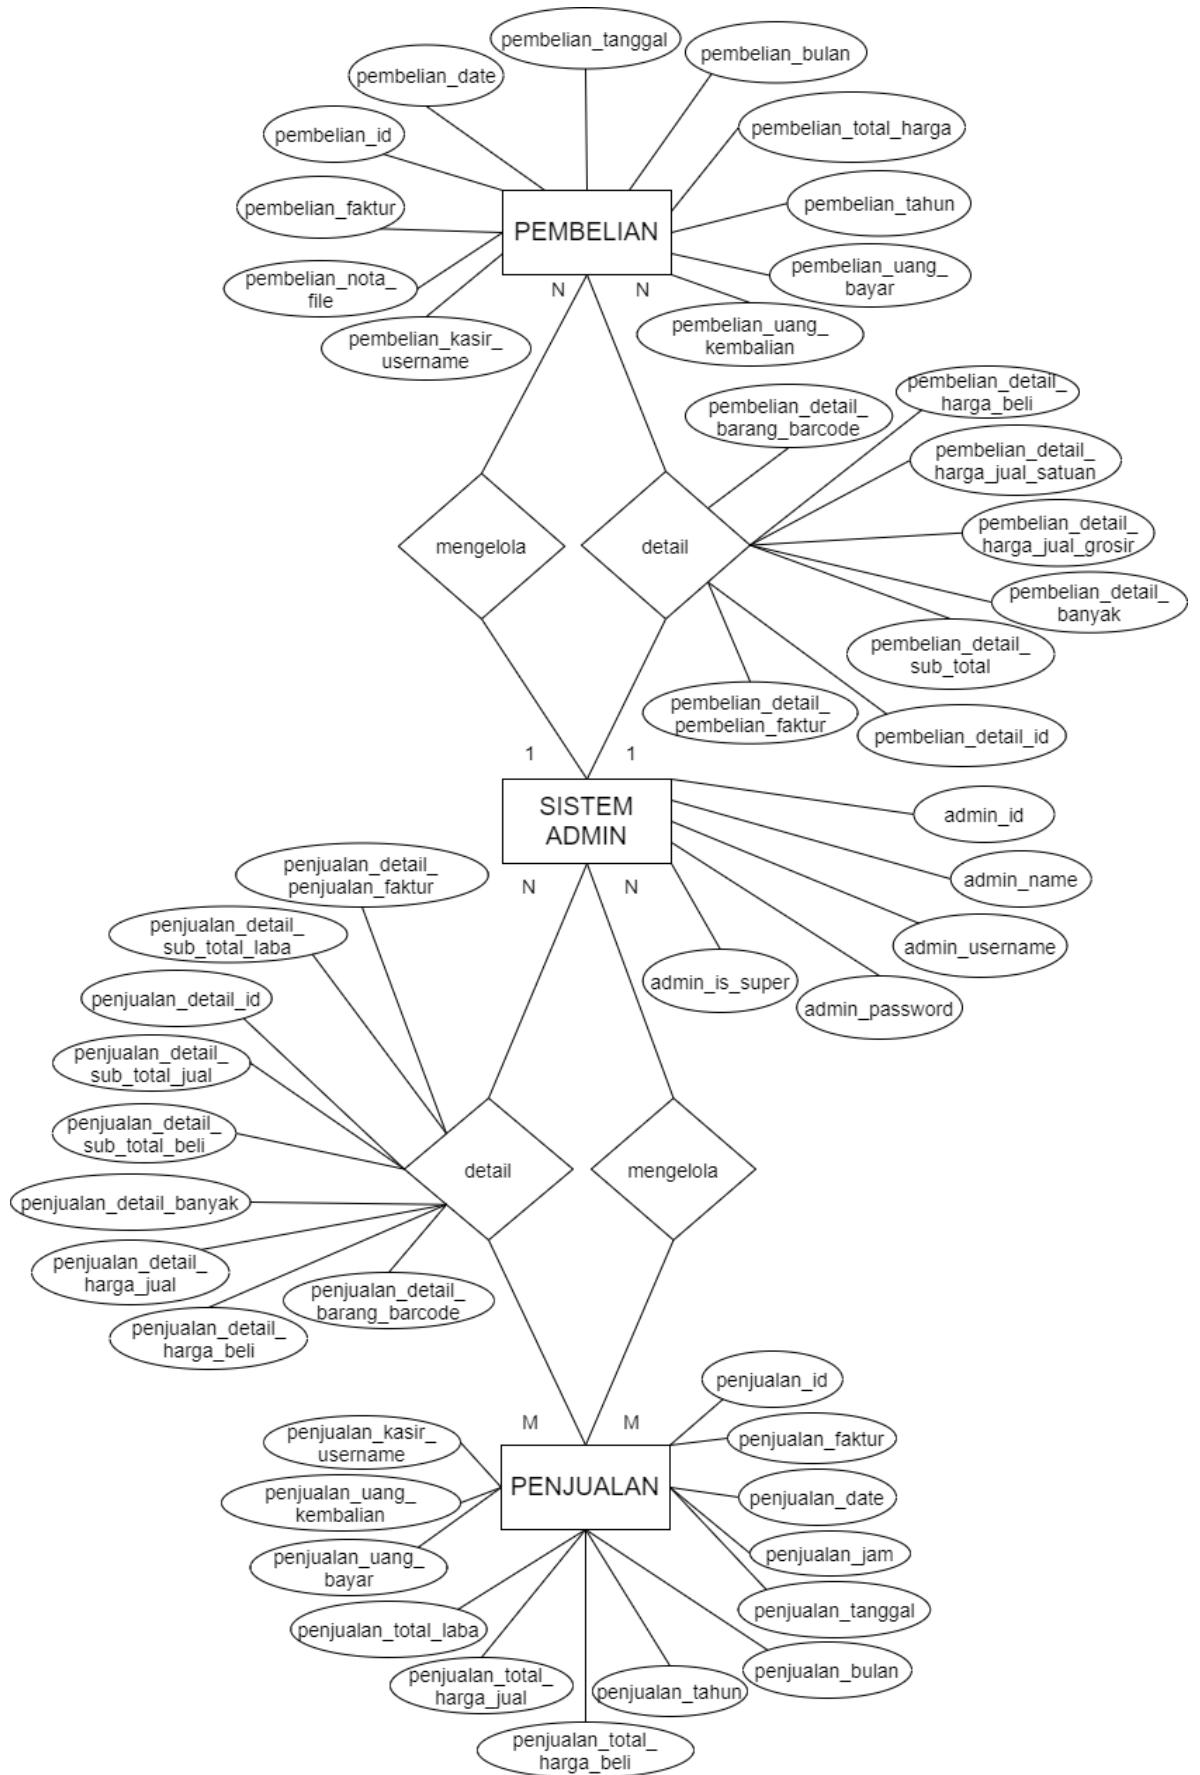 pembelian_tanggal
pembelian_bulan
pembelian_date
pembelian_total_harga
pembelian_id
pembelian_tahun
pembelian_faktur
PEMBELIAN
pembelian_uang_
bayar
pembelian_nota_
file
N
N
pembelian_uang_
kembalian
pembelian_kasir_
username
pembelian_detail_
harga_beli
pembelian_detail_
barang_barcode
pembelian_detail_
harga_jual_satuan
pembelian_detail_
harga_jual_grosir
mengelola
detail
pembelian_detail_
banyak
pembelian_detail_
sub_total
pembelian_detail_
pembelian_faktur
pembelian_detail_id
1
1
SISTEM
ADMIN
admin_id
penjualan_detail_
penjualan_faktur
N
N
admin_name
penjualan_detail_
sub_total_laba
admin_username
admin_is_super
penjualan_detail_id
admin_password
penjualan_detail_
sub_total_jual
penjualan_detail_
sub_total_beli
detail
mengelola
penjualan_detail_banyak
penjualan_detail_
harga_jual
penjualan_detail_
barang_barcode
penjualan_detail_
harga_beli
penjualan_id
M
M
penjualan_kasir_
username
penjualan_faktur
PENJUALAN
penjualan_uang_
kembalian
penjualan_date
penjualan_uang_
bayar
penjualan_jam
penjualan_tanggal
penjualan_total_laba
penjualan_bulan
penjualan_total_
harga_jual
penjualan_tahun
penjualan_total_
harga_beli